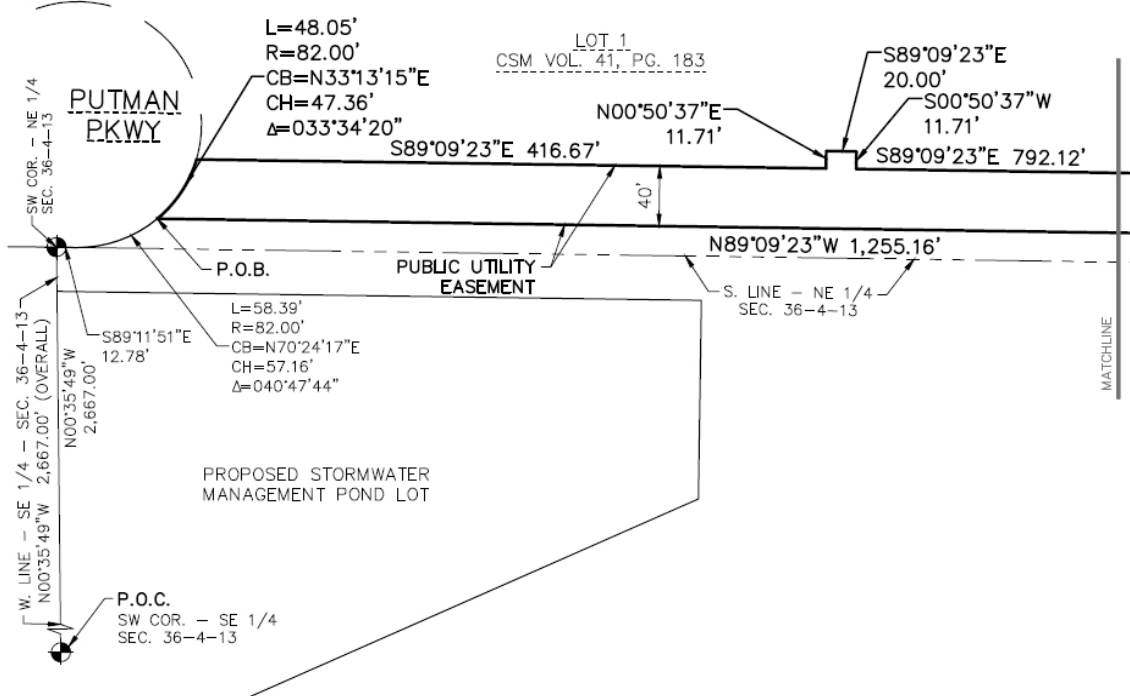 L=48.05'
R=82.00'
CB=N33°13'15"E
CH=47.36'
Δ=033°34'20"
LOT 1
CSM VOL. 41, PG. 183
S89°09'23"E
20.00'
N00°50'37"E
11.71'
S00°50'37"W
11.71'
PUTMAN
PKWY
S89°09'23"E 416.67'
S89°09'23"E 792.12'
SW COR. – NE 1/4
SEC. 36-4-13
40'
N89°09'23"W 1,255.16'
P.O.B.
PUBLIC UTILITY
EASEMENT
S. LINE – NE 1/4
SEC. 36-4-13
MATCHLINE
S89°11'51"E
12.78'
L=58.39'
R=82.00'
CB=N70°24'17"E
CH=57.16'
Δ=040°47'44"
W. LINE – SE 1/4 – SEC. 36-4-13
N00°35'49"W 2,667.00' (OVERALL)
N00°35'49"W
2,667.00'
PROPOSED STORMWATER
MANAGEMENT POND LOT
P.O.C.
SW COR. – SE 1/4
SEC. 36-4-13